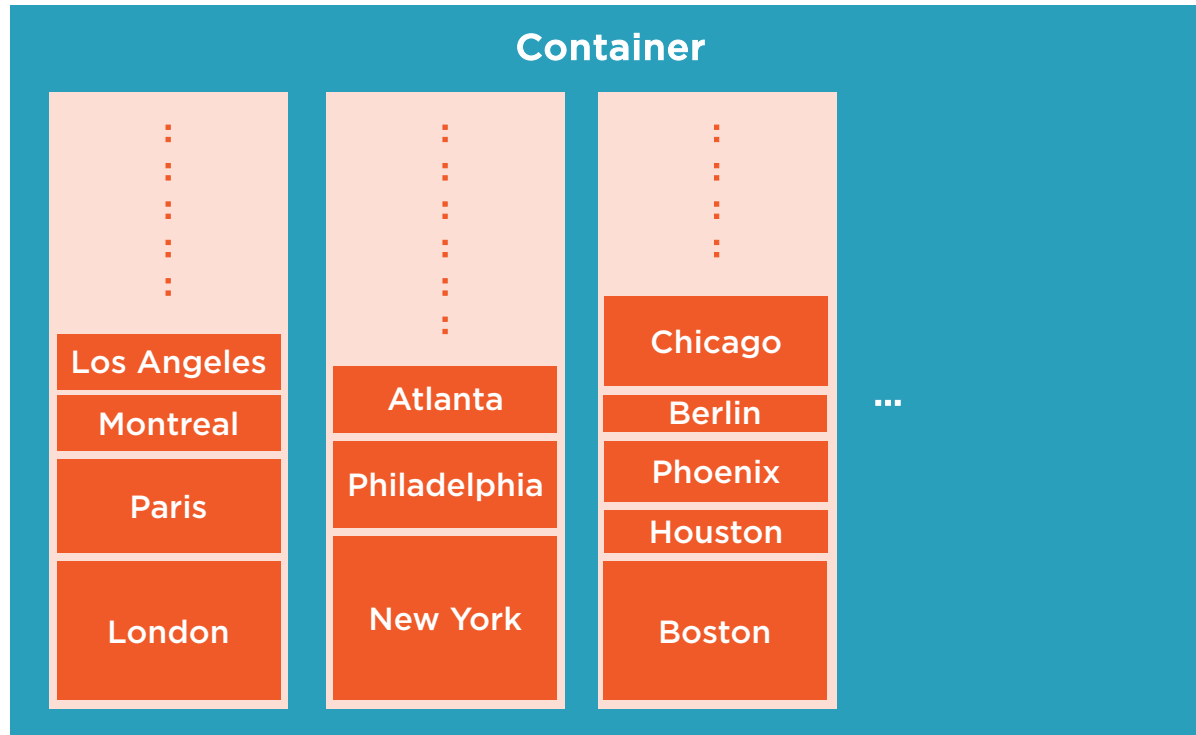 Container
Los Angeles
Montreal
Paris
London
Atlanta
Philadelphia
New York
Chicago
Berlin
Phoenix
Houston
Boston
...